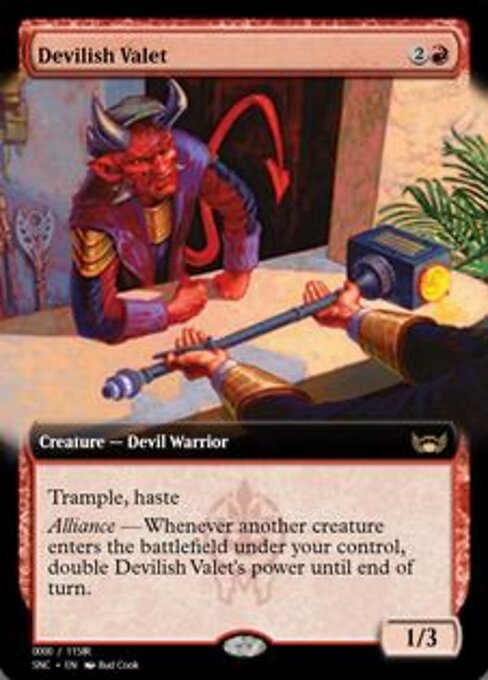 Devilish Valet 2
Creature — Devil Warrior
Trample, haste
Alliance — Whenever another creature
enters the battlefield under your control,
double Devilish Valet's power until end of
turn.
1/3
SNC • EN Bud Cook